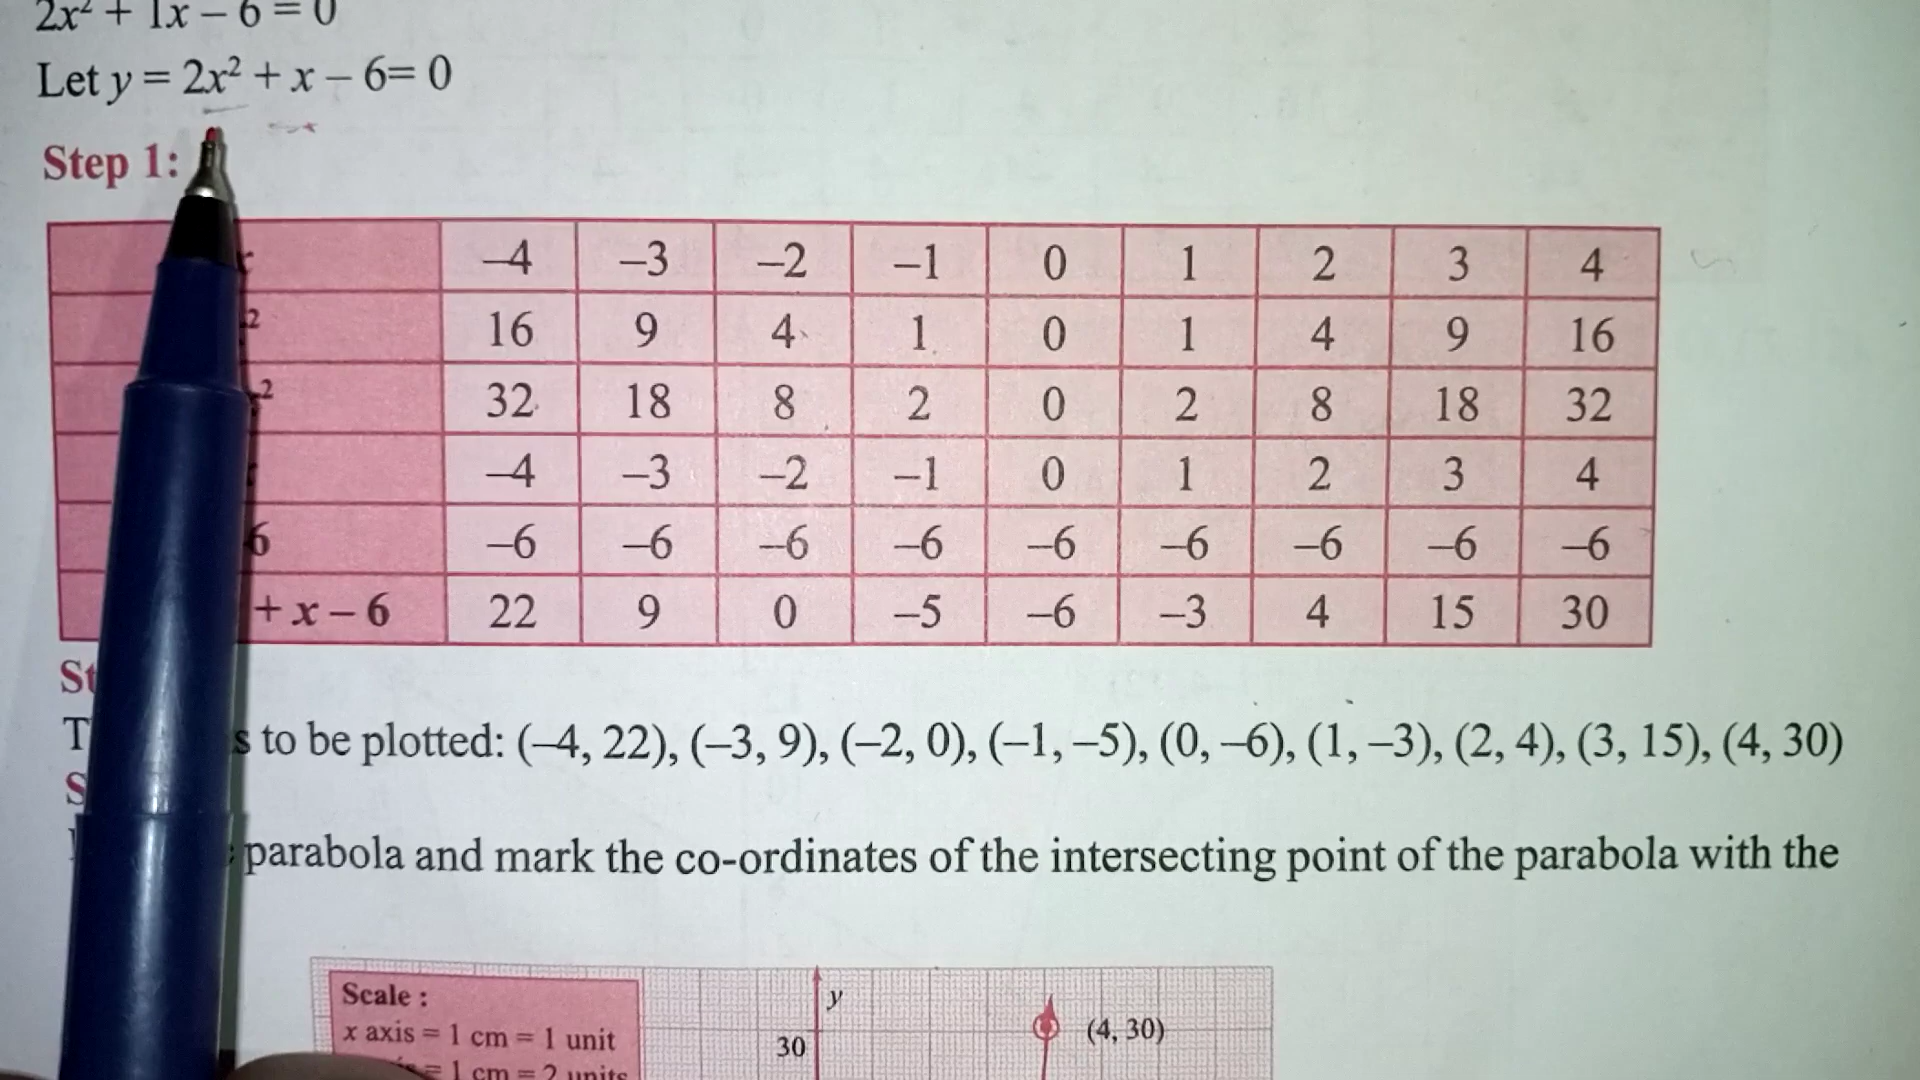 2x² + 1x – 6 = 0
Let y = 2x² + x – 6= 0
Step 1:
–4 –3 –2 –1 0 1 2 3 4
16 9 4 1 0 1 4 9 16
32 18 8 2 0 2 8 18 32
–4 –3 –2 –1 0 1 2 3 4
6 –6 –6 –6 –6 –6 –6 –6 –6 –6
+ x – 6 22 9 0 –5 –6 –3 4 15 30
to be plotted: (–4, 22), (–3, 9), (–2, 0), (–1, –5), (0, –6), (1, –3), (2, 4), (3, 15), (4, 30)
parabola and mark the co-ordinates of the intersecting point of the parabola with the
Scale :
y
x axis = 1 cm = 1 unit
(4, 30)
30
= 1 cm = 2 units